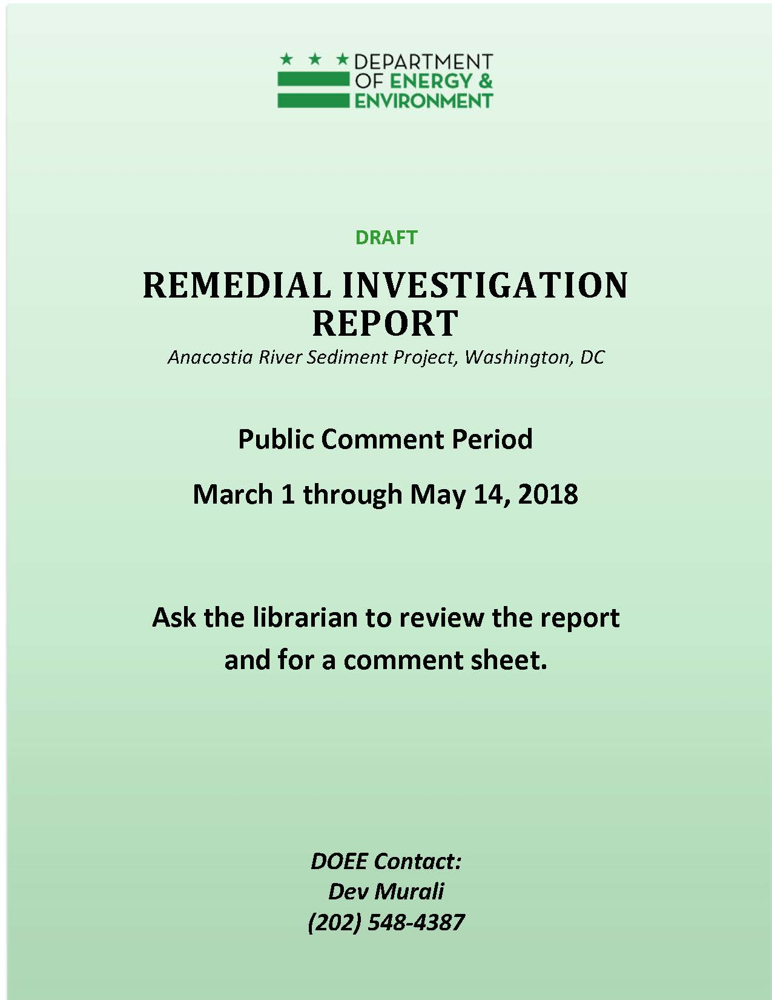 DEPARTMENT
OF ENERGY &
ENVIRONMENT
DRAFT
REMEDIAL INVESTIGATION
REPORT
Anacostia River Sediment Project, Washington, DC
Public Comment Period
March 1 through May 14, 2018
Ask the librarian to review the report
and for a comment sheet.
DOEE Contact:
Dev Murali
(202) 548-4387